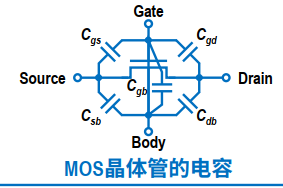 Gate
Cgs
Cgd
Source
Drain
Cgb
Csb
Cdb
Body
MOS晶体管的电容